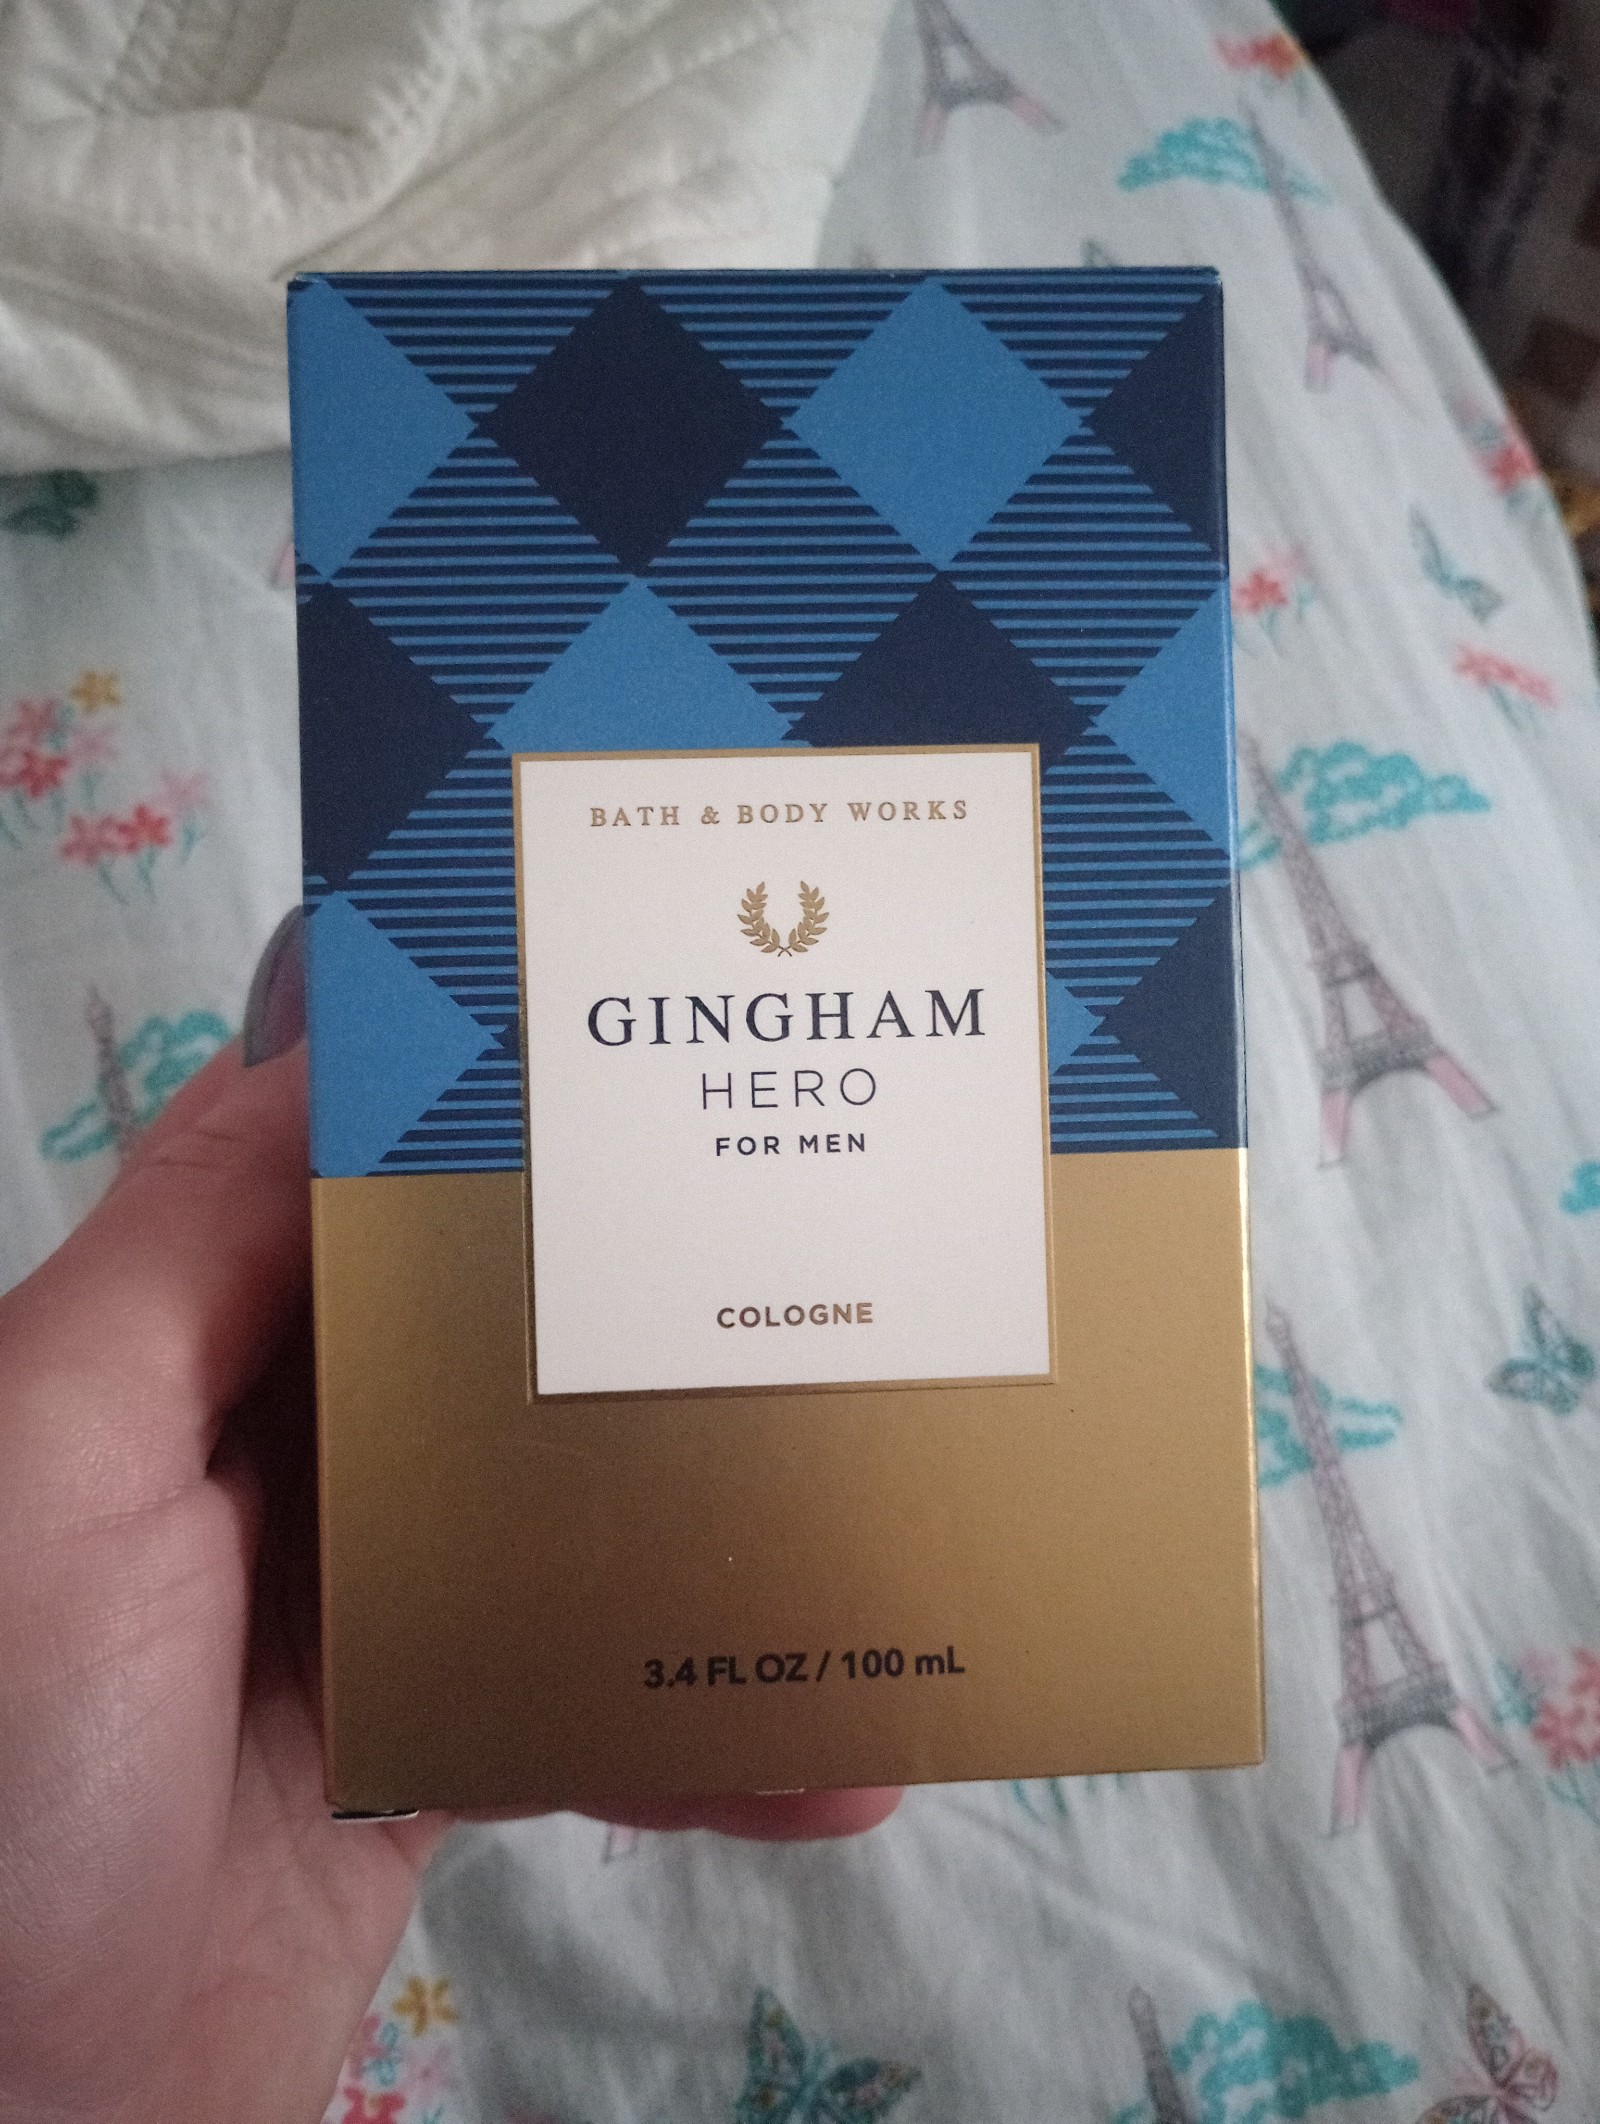 BATH & BODY WORKS
GINGHAM
HERO
FOR MEN
COLOGNE
3.4 FL OZ / 100 mL